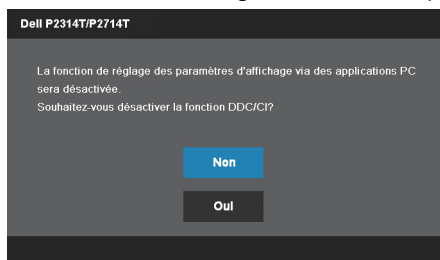 Dell P2314T/P2714T
La fonction de réglage des paramètres d'affichage via des applications PC
sera désactivée.
Souhaitez-vous désactiver la fonction DDC/CI?
Non
Oui